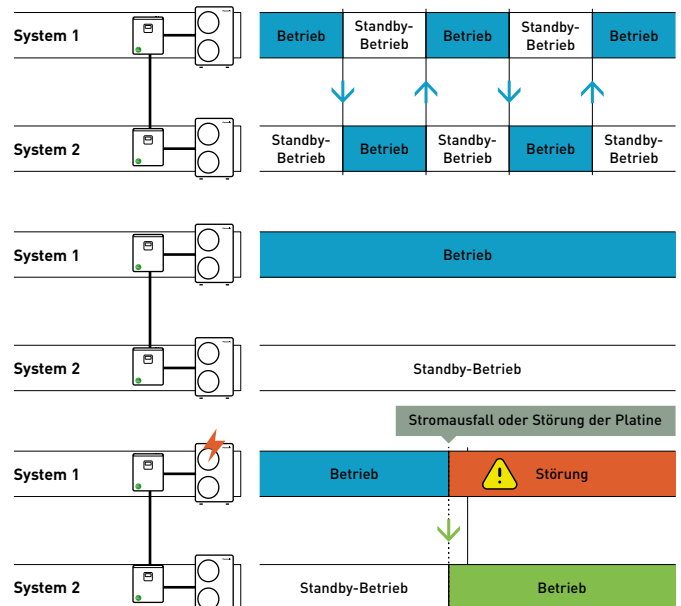 System 1
Betrieb
Standby-
Betrieb
Betrieb
Standby-
Betrieb
Betrieb
System 2
Standby-
Betrieb
Betrieb
Standby-
Betrieb
Betrieb
Standby-
Betrieb
System 1
Betrieb
System 2
Standby-Betrieb
Stromausfall oder Störung der Platine
System 1
Betrieb
Störung
System 2
Standby-Betrieb
Betrieb